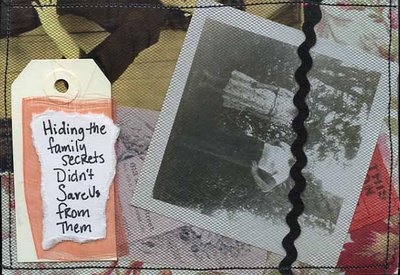 Hiding the
family
secrets
Didn't
Save Us
from
Them